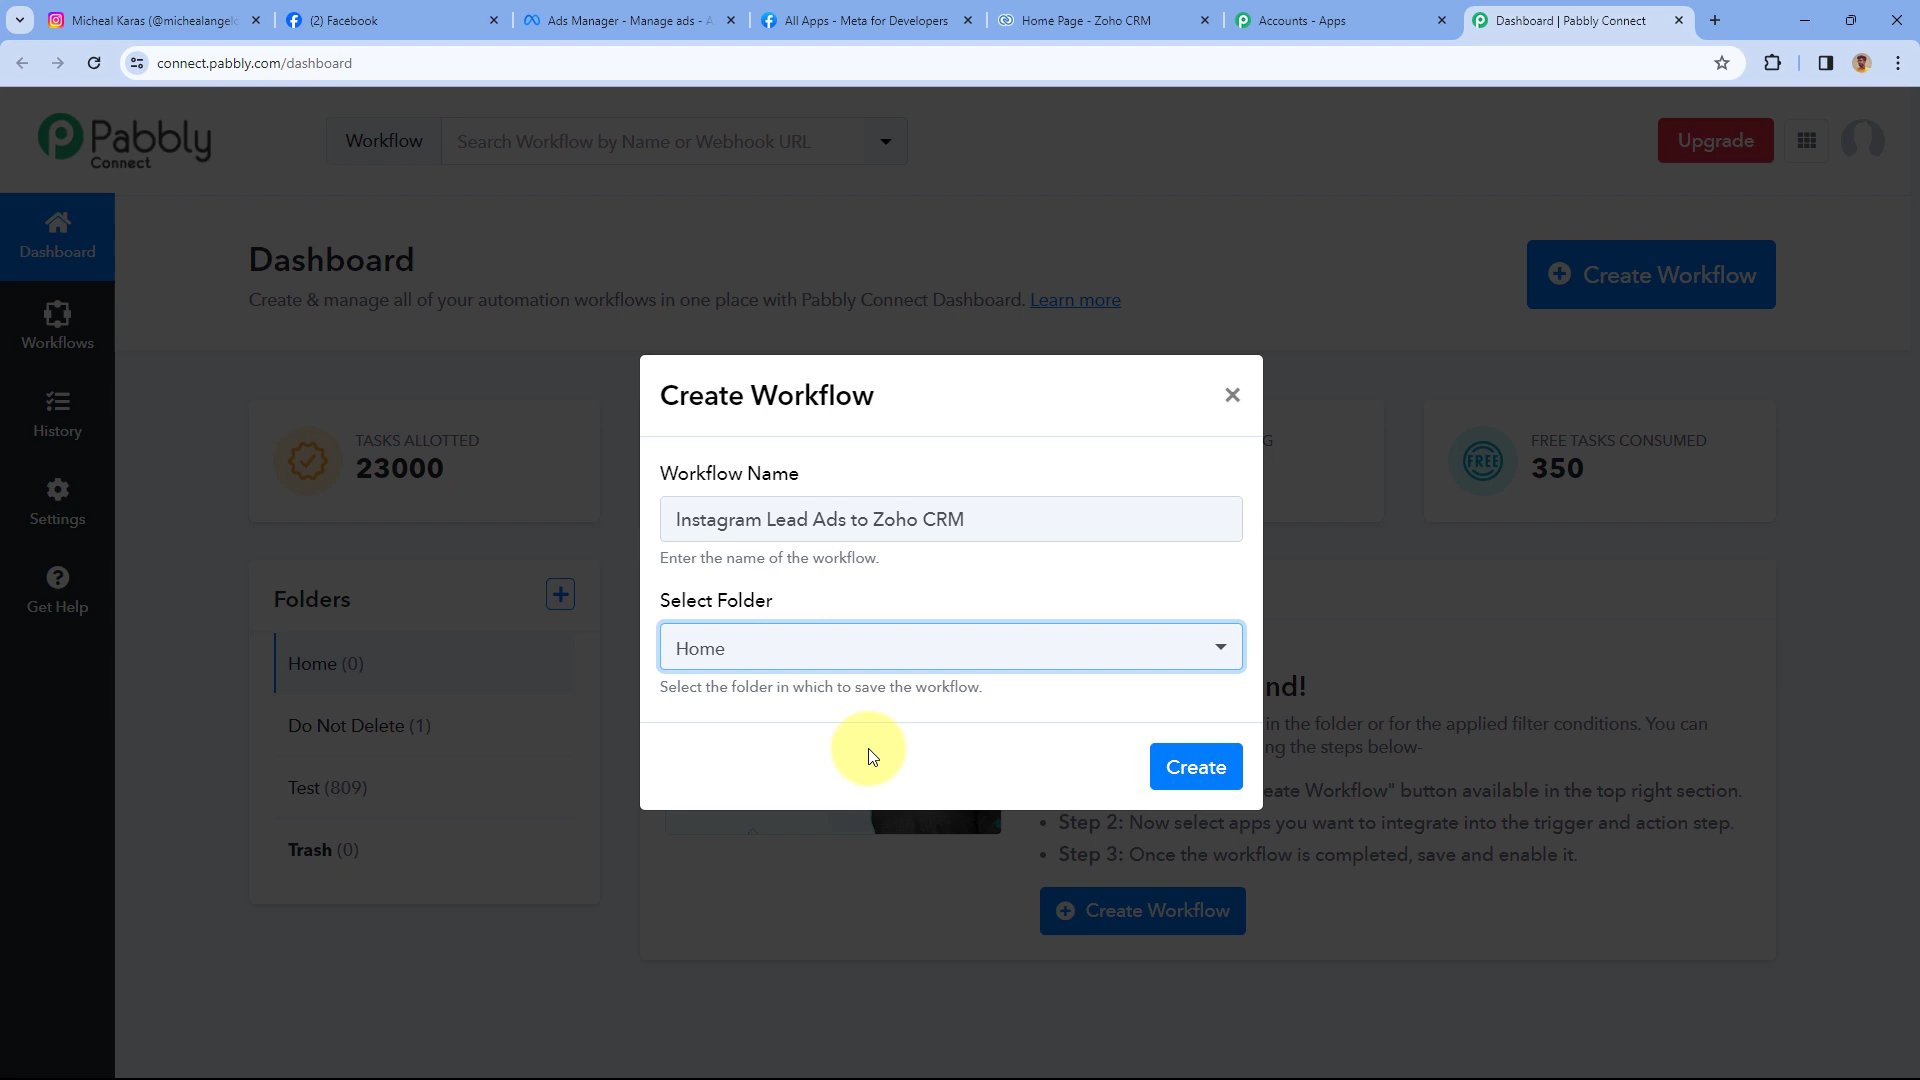 Micheal Karas (@michealangelo
(2) Facebook
Ads Manager - Manage ads - A
All Apps - Meta for Developers
Home Page - Zoho CRM
Accounts - Apps
Dashboard | Pabbly Connect
connect.pabbly.com/dashboard
Pabbly
Connect
Workflow
Search Workflow by Name or Webhook URL
Upgrade
Dashboard
Workflows
History
Settings
Get Help
Dashboard
Create & manage all of your automation workflows in one place with Pabbly Connect Dashboard. Learn more
Create Workflow
TASKS ALLOTTED
23000
G
FREE
FREE TASKS CONSUMED
350
Folders
Home (0)
Do Not Delete (1)
Test (809)
Trash (0)
Create Workflow
Workflow Name
Instagram Lead Ads to Zoho CRM
Enter the name of the workflow.
Select Folder
Home
Select the folder in which to save the workflow.
Create
nd!
in the folder or for the applied filter conditions. You can
ng the steps below-
eate Workflow" button available in the top right section.
• Step 2: Now select apps you want to integrate into the trigger and action step.
• Step 3: Once the workflow is completed, save and enable it.
Create Workflow